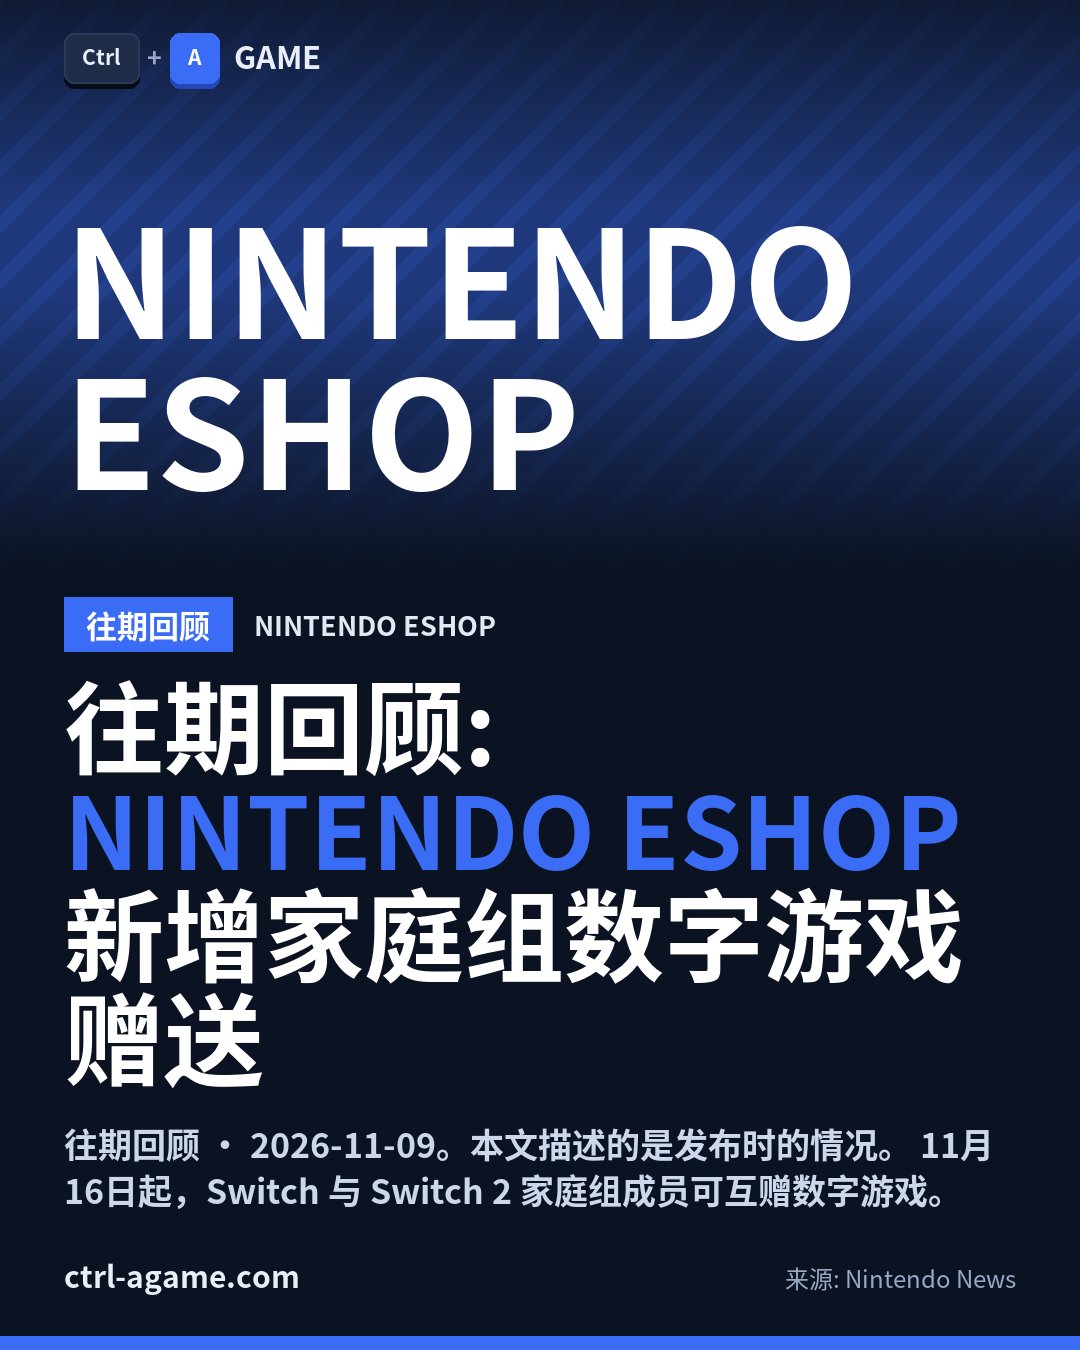 Ctrl + A GAME
NINTENDO
ESHOP
往期回顾 NINTENDO ESHOP
往期回顾:
NINTENDO ESHOP
新增家庭组数字游戏
赠送
往期回顾 · 2026-11-09。本文描述的是发布时的情况。 11月
16日起，Switch 与 Switch 2 家庭组成员可互赠数字游戏。
ctrl-agame.com 来源: Nintendo News